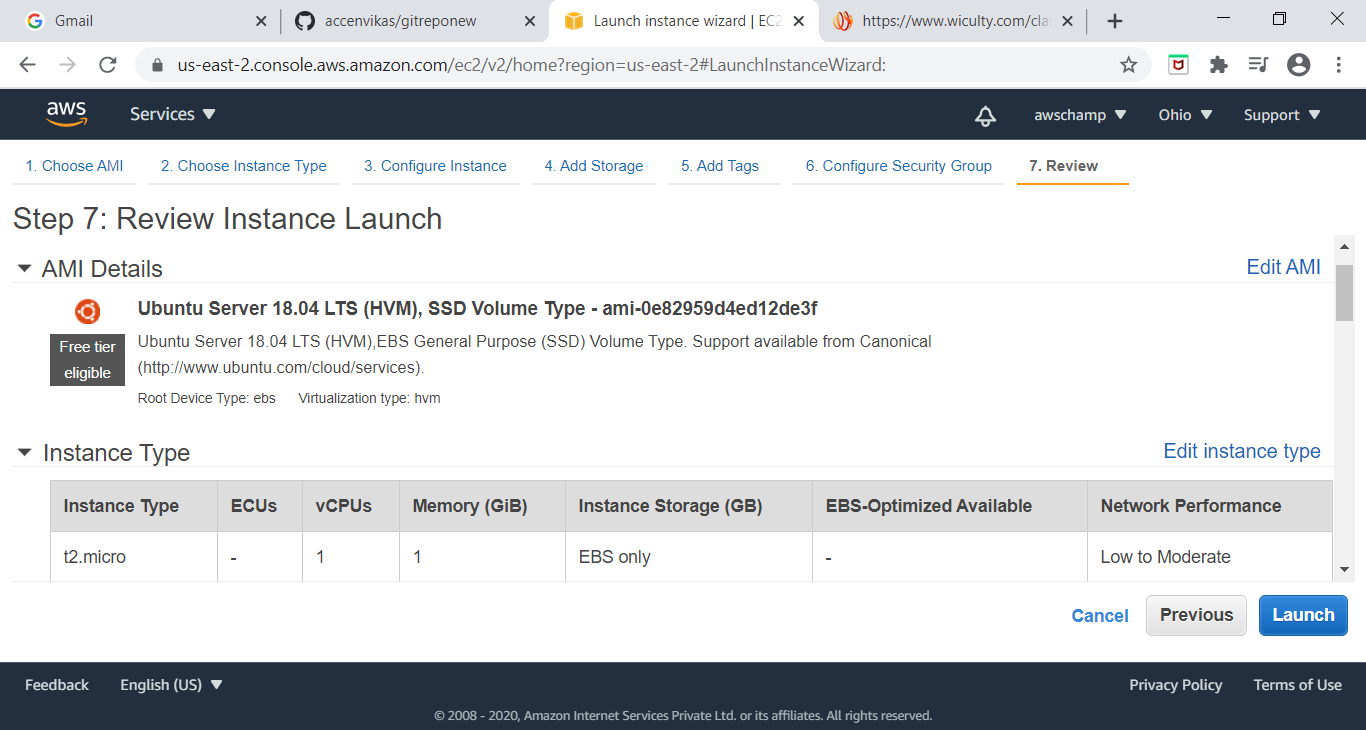 Gmail
accenvikas/gitreponew
Launch instance wizard | EC2
https://www.wiculty.com/cla
us-east-2.console.aws.amazon.com/ec2/v2/home?region=us-east-2#LaunchInstanceWizard:
aws
Services
awschamp
Ohio
Support
1. Choose AMI
2. Choose Instance Type
3. Configure Instance
4. Add Storage
5. Add Tags
6. Configure Security Group
7. Review
Step 7: Review Instance Launch
AMI Details
Edit AMI
Free tier
eligible
Ubuntu Server 18.04 LTS (HVM), SSD Volume Type - ami-0e82959d4ed12de3f
Ubuntu Server 18.04 LTS (HVM),EBS General Purpose (SSD) Volume Type. Support available from Canonical
(http://www.ubuntu.com/cloud/services).
Root Device Type: ebs Virtualization type: hvm
Instance Type
Edit instance type
Instance Type ECUs vCPUs Memory (GiB) Instance Storage (GB) EBS-Optimized Available Network Performance
t2.micro - 1 1 EBS only - Low to Moderate
Cancel
Previous
Launch
Feedback
English (US)
Privacy Policy
Terms of Use
© 2008 - 2020, Amazon Internet Services Private Ltd. or its affiliates. All rights reserved.